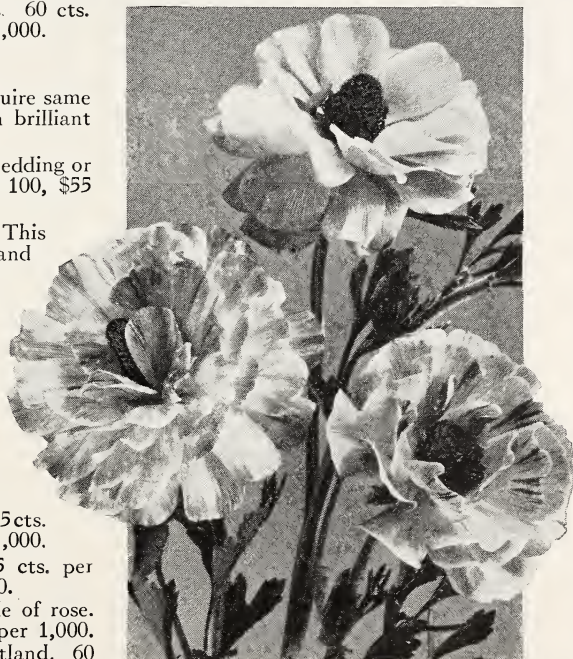 60 cts.
,000.
uire same
brilliant
edding or
100, $55
This
and
5cts.
,000.
cts. per
0.
e of rose.
per 1,000.
tland. 60